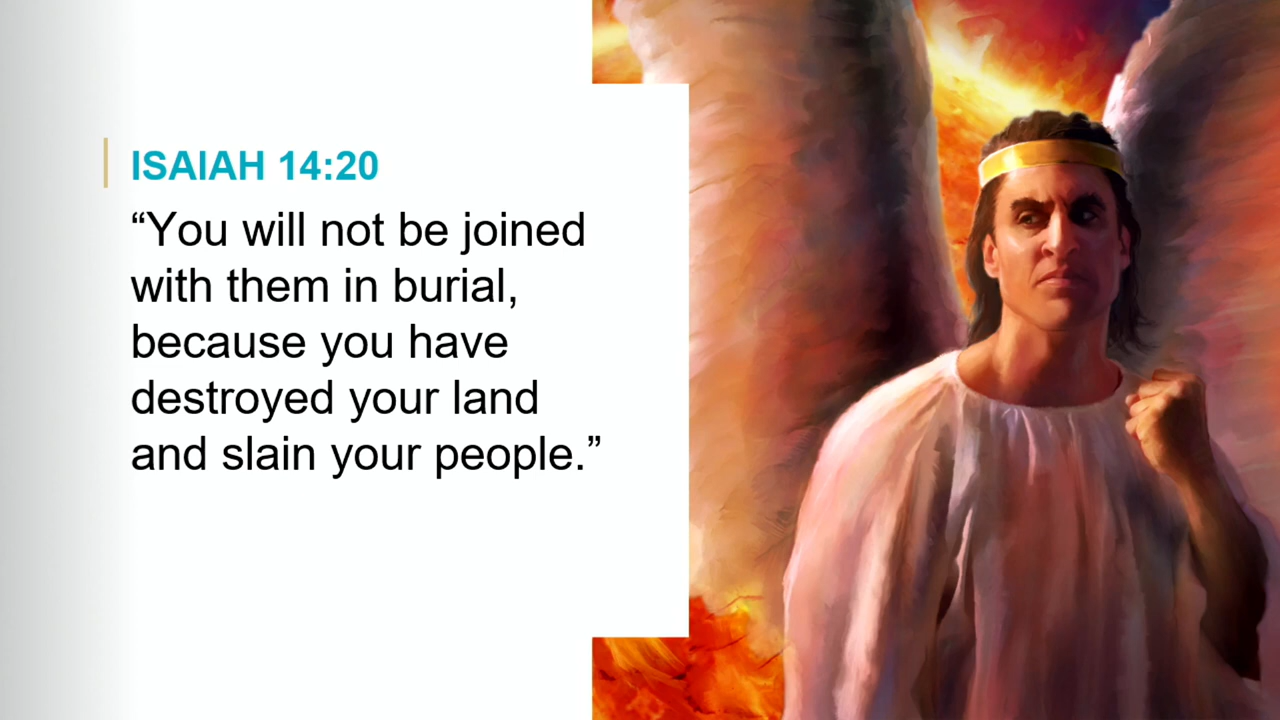 ISAIAH 14:20
“You will not be joined
with them in burial,
because you have
destroyed your land
and slain your people.”